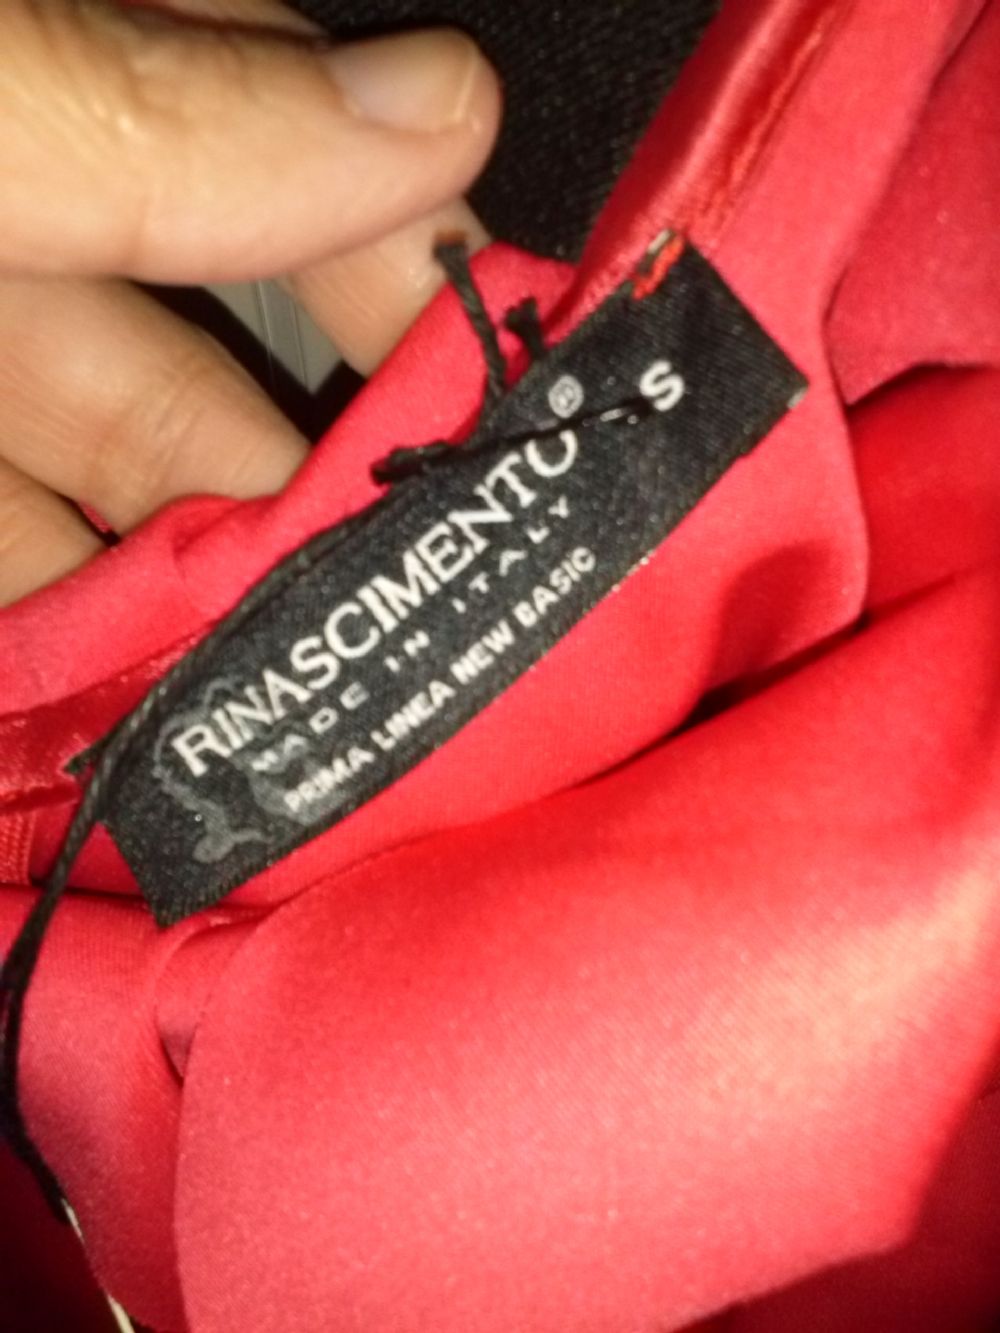 RINASCIMENTO® S
MADE IN ITALY
PRIMA LINEA NEW BASIC